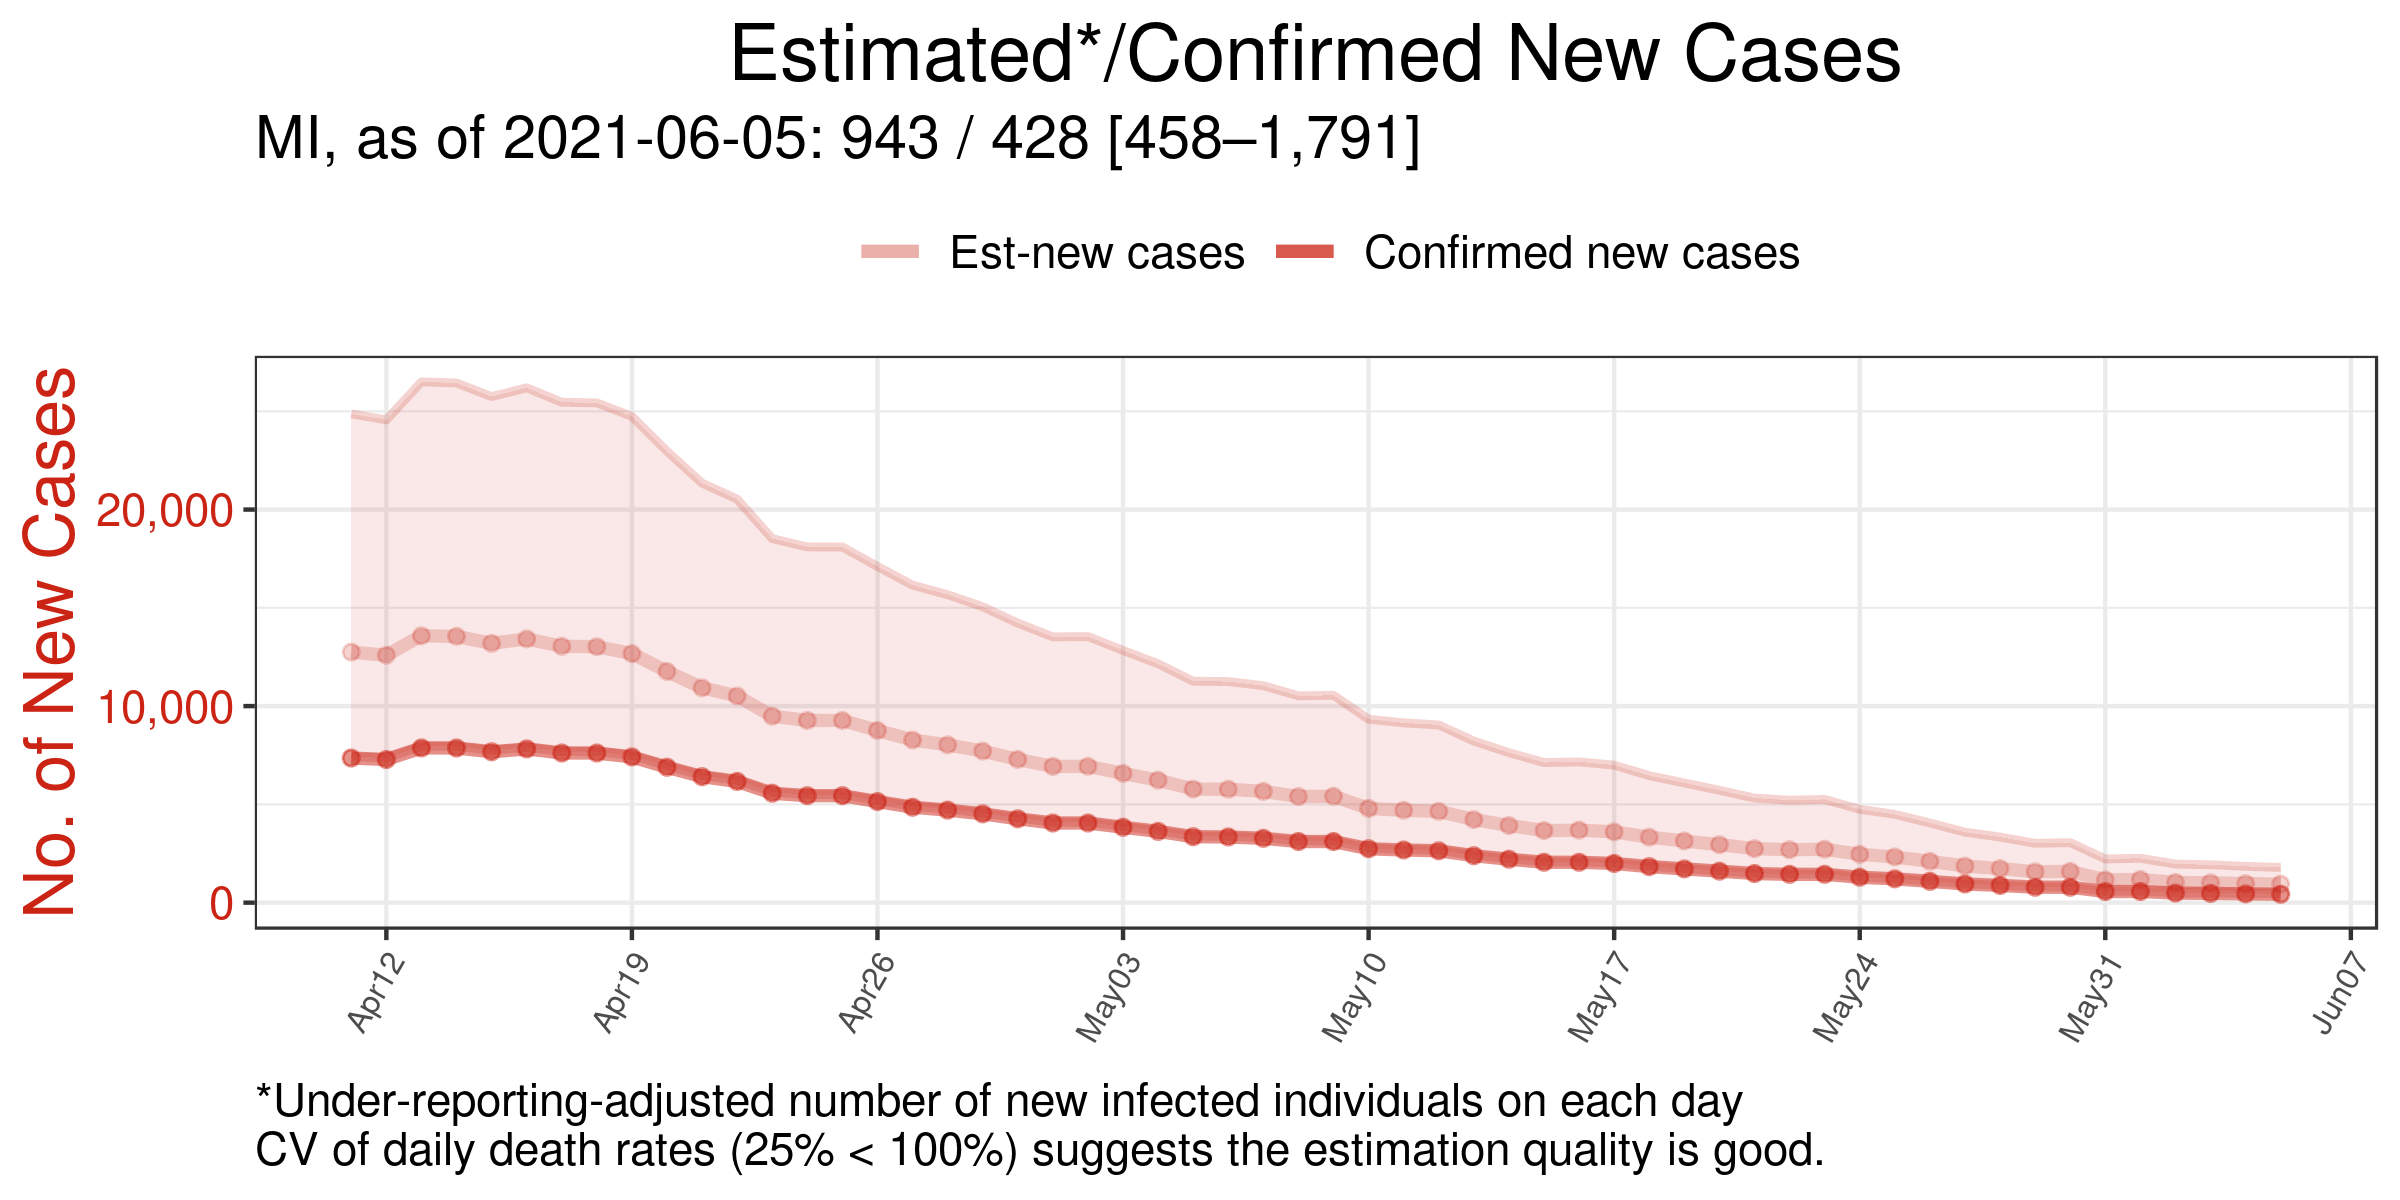 Estimated*/Confirmed New Cases
MI, as of 2021-06-05: 943 / 428 [458–1,791]
Est-new cases
Confirmed new cases
No. of New Cases
20,000
10,000
0
Apr12
Apr19
Apr26
May03
May10
May17
May24
May31
Jun07
*Under-reporting-adjusted number of new infected individuals on each day
CV of daily death rates (25% < 100%) suggests the estimation quality is good.